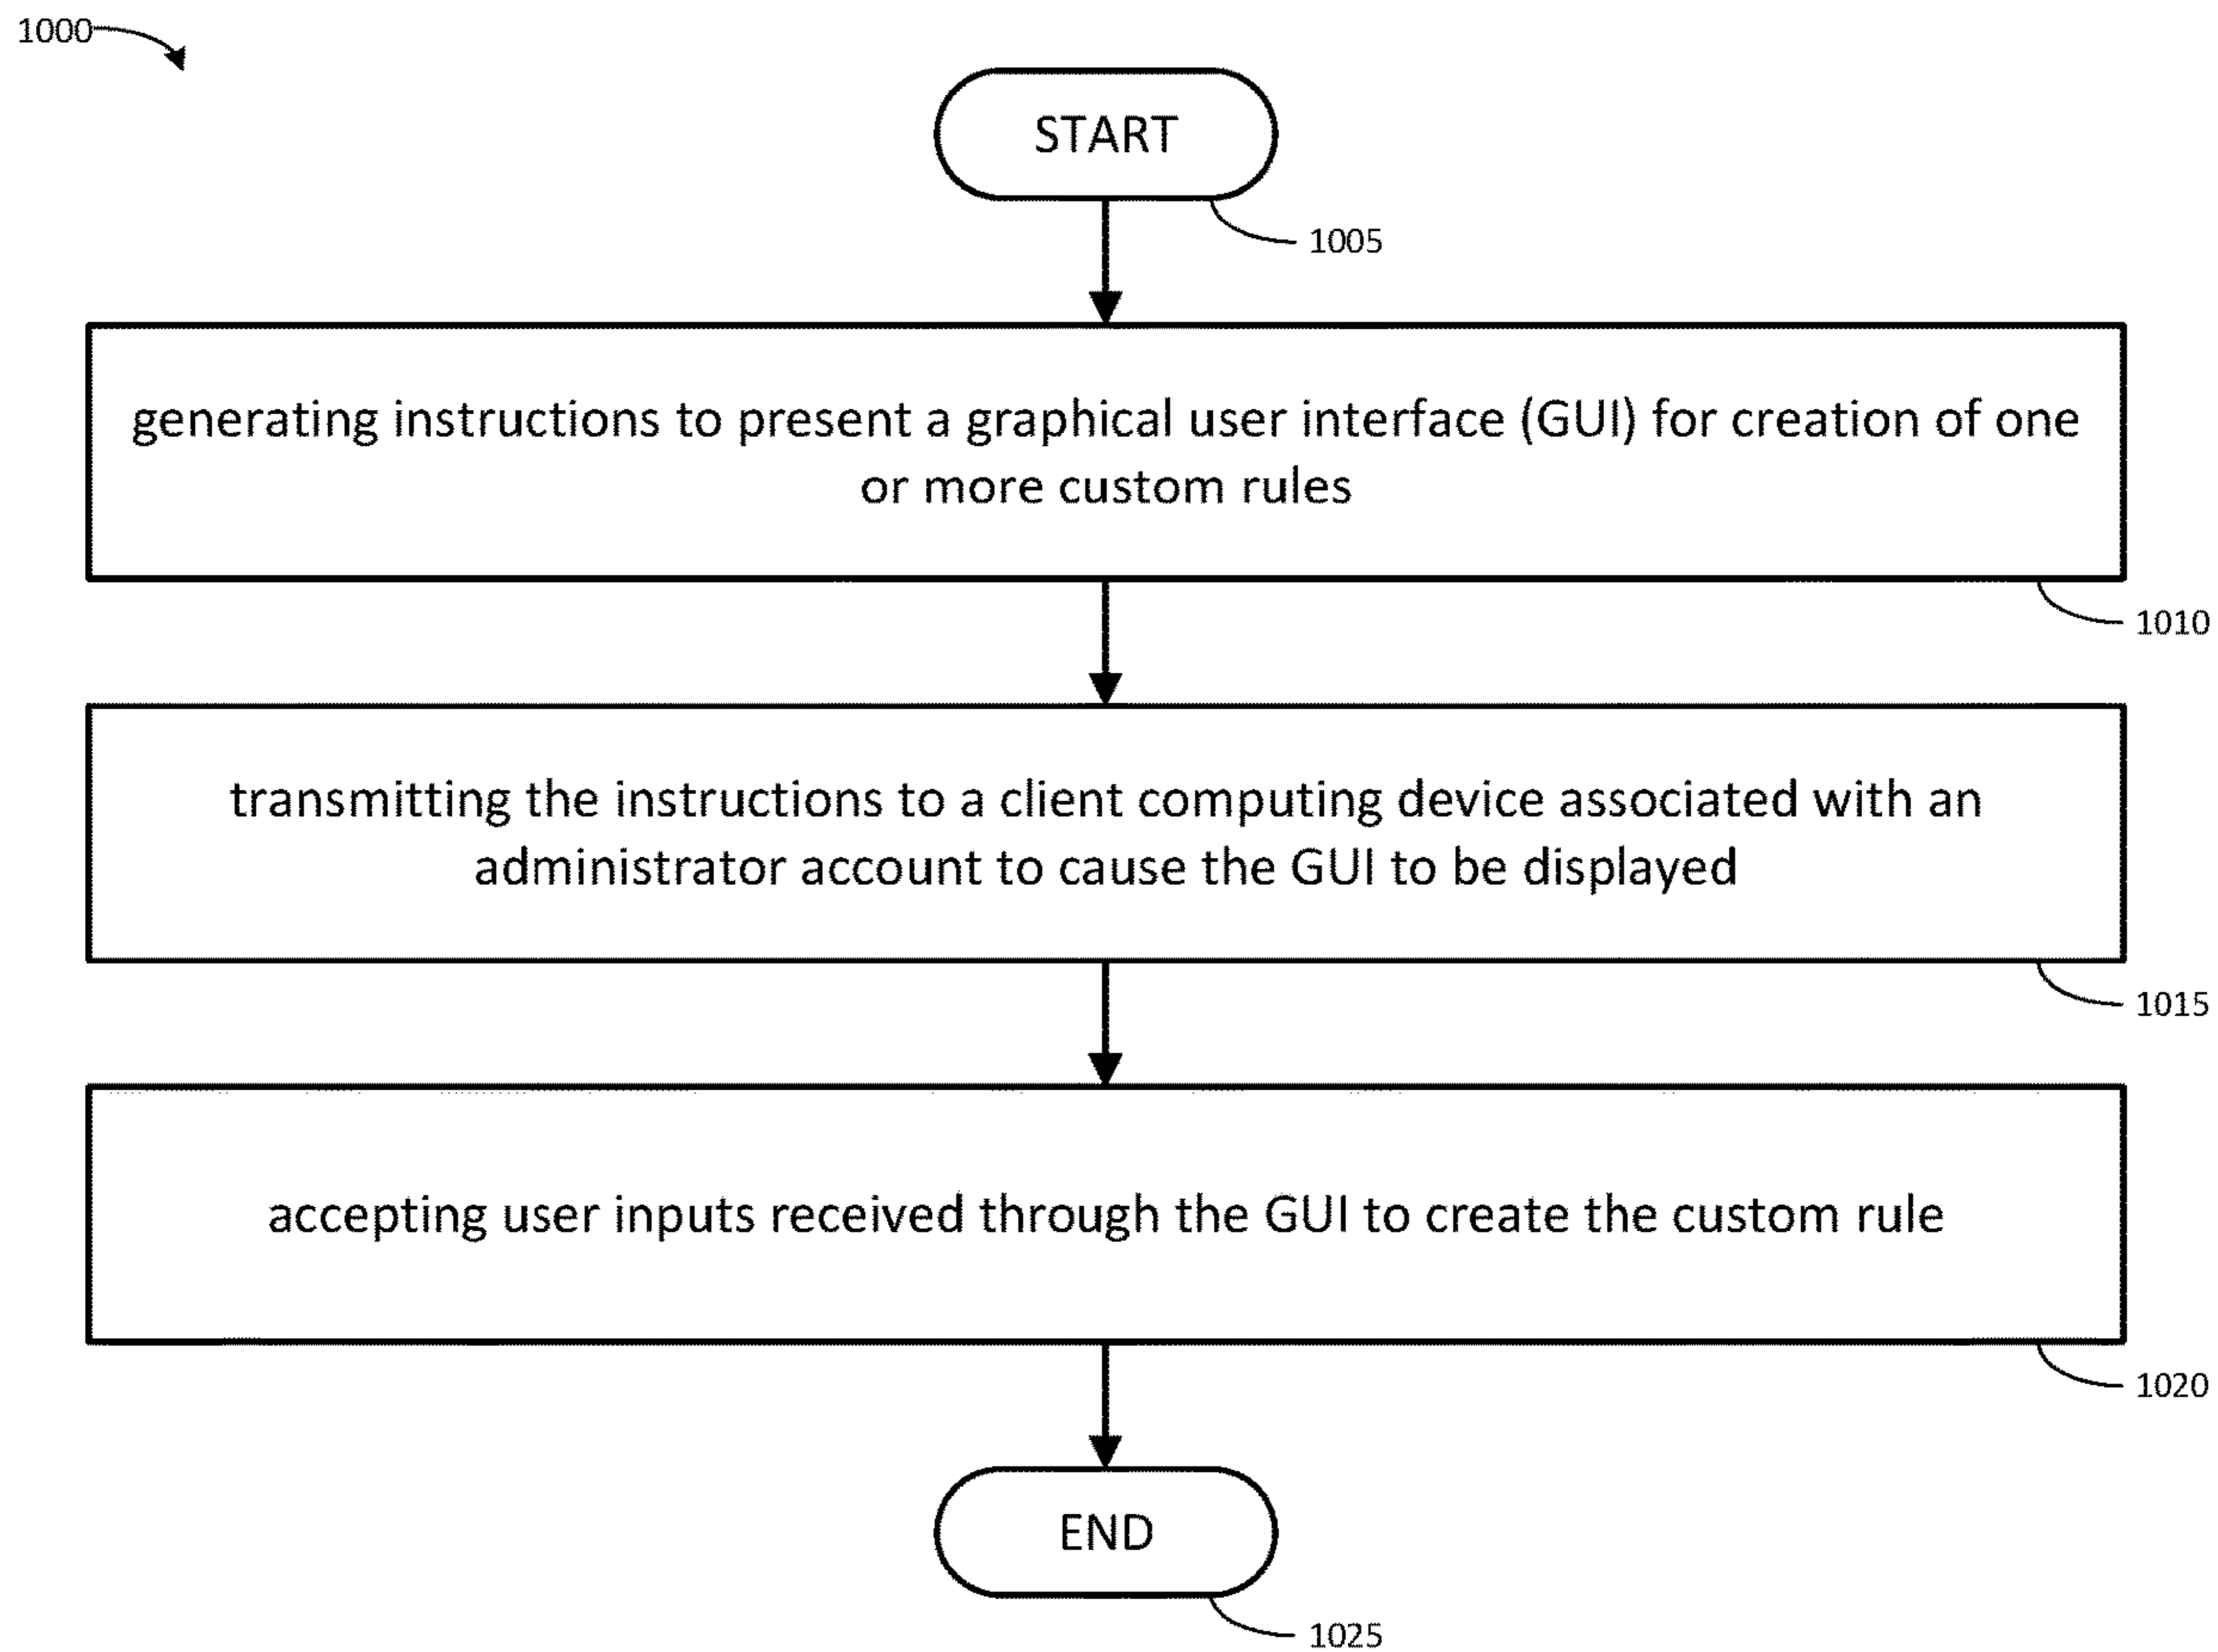 1000
START
1005
generating instructions to present a graphical user interface (GUI) for creation of one
or more custom rules
1010
transmitting the instructions to a client computing device associated with an
administrator account to cause the GUI to be displayed
1015
accepting user inputs received through the GUI to create the custom rule
1020
END
1025